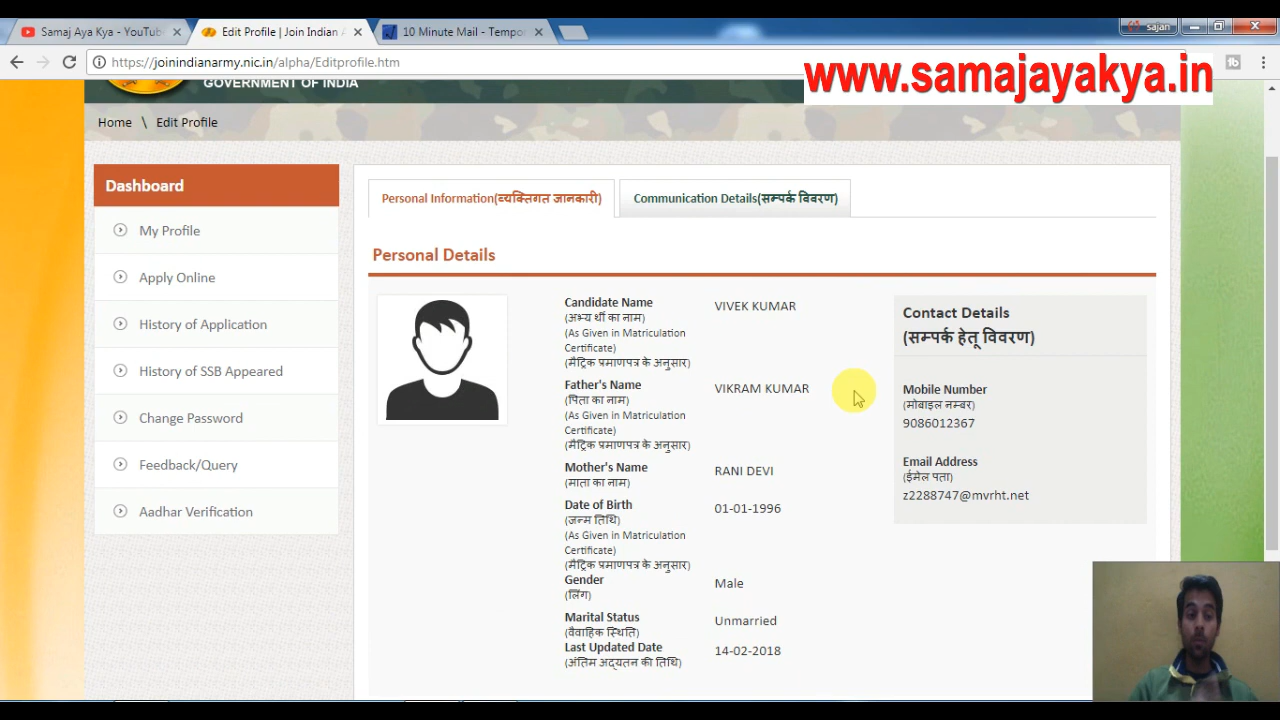 Samaj Aya Kya - YouTub
Edit Profile | Join Indian A
10 Minute Mail - Tempo
sajan
https://joinindianarmy.nic.in/alpha/Editprofile.htm
www.samajayakya.in
GOVERNMENT OF INDIA
Home \ Edit Profile
Dashboard
My Profile
Apply Online
History of Application
History of SSB Appeared
Change Password
Feedback/Query
Aadhar Verification
Personal Information(व्यक्तिगत जानकारी)
Communication Details(सम्पर्क विवरण)
Personal Details
Candidate Name
(अभ्य र्थी का नाम)
(As Given in Matriculation
Certificate)
(मैट्रिक प्रमाणपत्र के अनुसार)
VIVEK KUMAR
Father's Name
(पिता का नाम)
(As Given in Matriculation
Certificate)
(मैट्रिक प्रमाणपत्र के अनुसार)
VIKRAM KUMAR
Mother's Name
(माता का नाम)
RANI DEVI
Date of Birth
(जन्म तिथि)
(As Given in Matriculation
Certificate)
(मैट्रिक प्रमाणपत्र के अनुसार)
01-01-1996
Gender
(लिंग)
Male
Marital Status
(वैवाहिक स्थिति)
Unmarried
Last Updated Date
(अंतिम अद्यतन की तिथि)
14-02-2018
Contact Details
(सम्पर्क हेतू विवरण)
Mobile Number
(मोबाइल नम्बर)
9086012367
Email Address
(ईमेल पता)
z2288747@mvrht.net